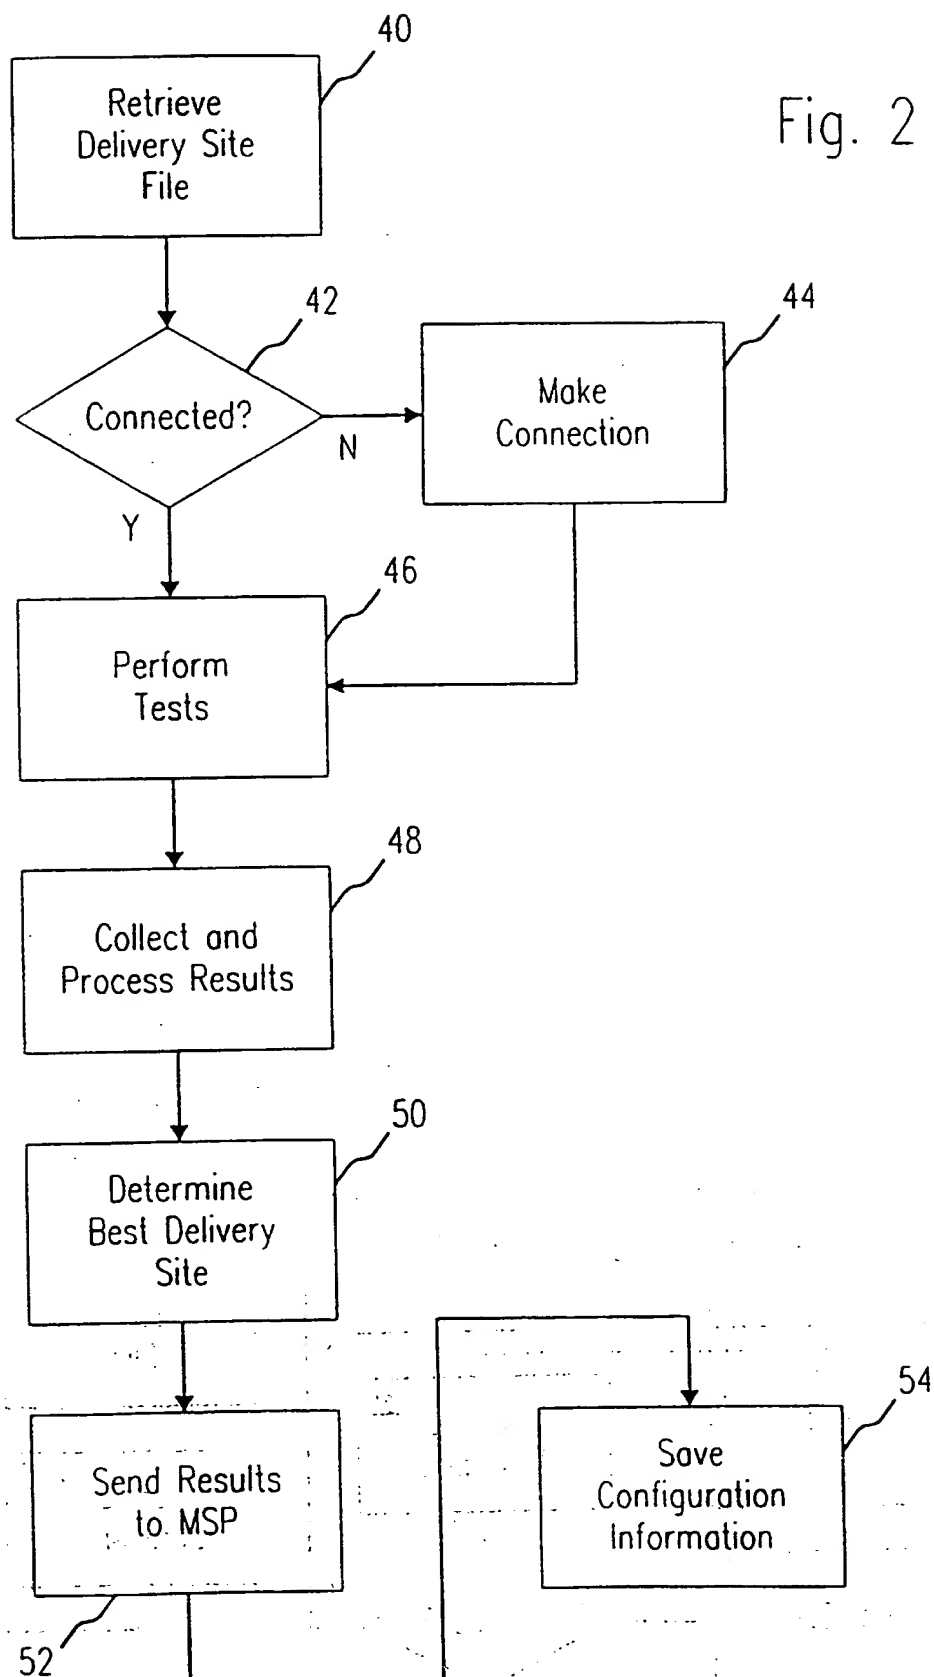 Fig. 2
40
Retrieve
Delivery Site
File
42
Connected?
N
Y
44
Make
Connection
46
Perform
Tests
48
Collect and
Process Results
50
Determine
Best Delivery
Site
Send Results
to MSP
52
54
Save
Configuration
Information